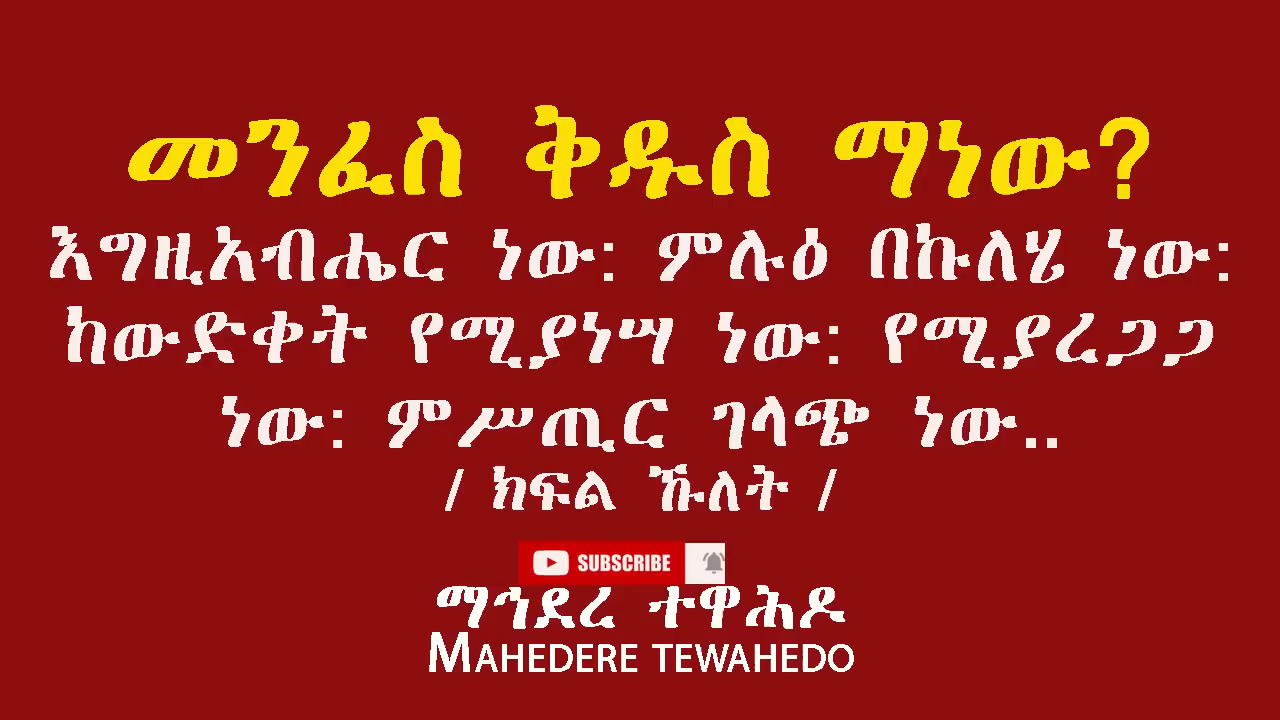 መንፈስ ቅዱስ ማነው?
እግዚአብሔር ነው: ምሉዕ በኩለሄ ነው:
ከውድቀት የሚያነሣ ነው: የሚያረጋጋ
ነው: ምሥጢር ገላጭ ነው..
/ ክፍል ኹለት /
SUBSCRIBE
ማኅደረ ተዋሕዶ
MAHEDERE TEWAHEDO